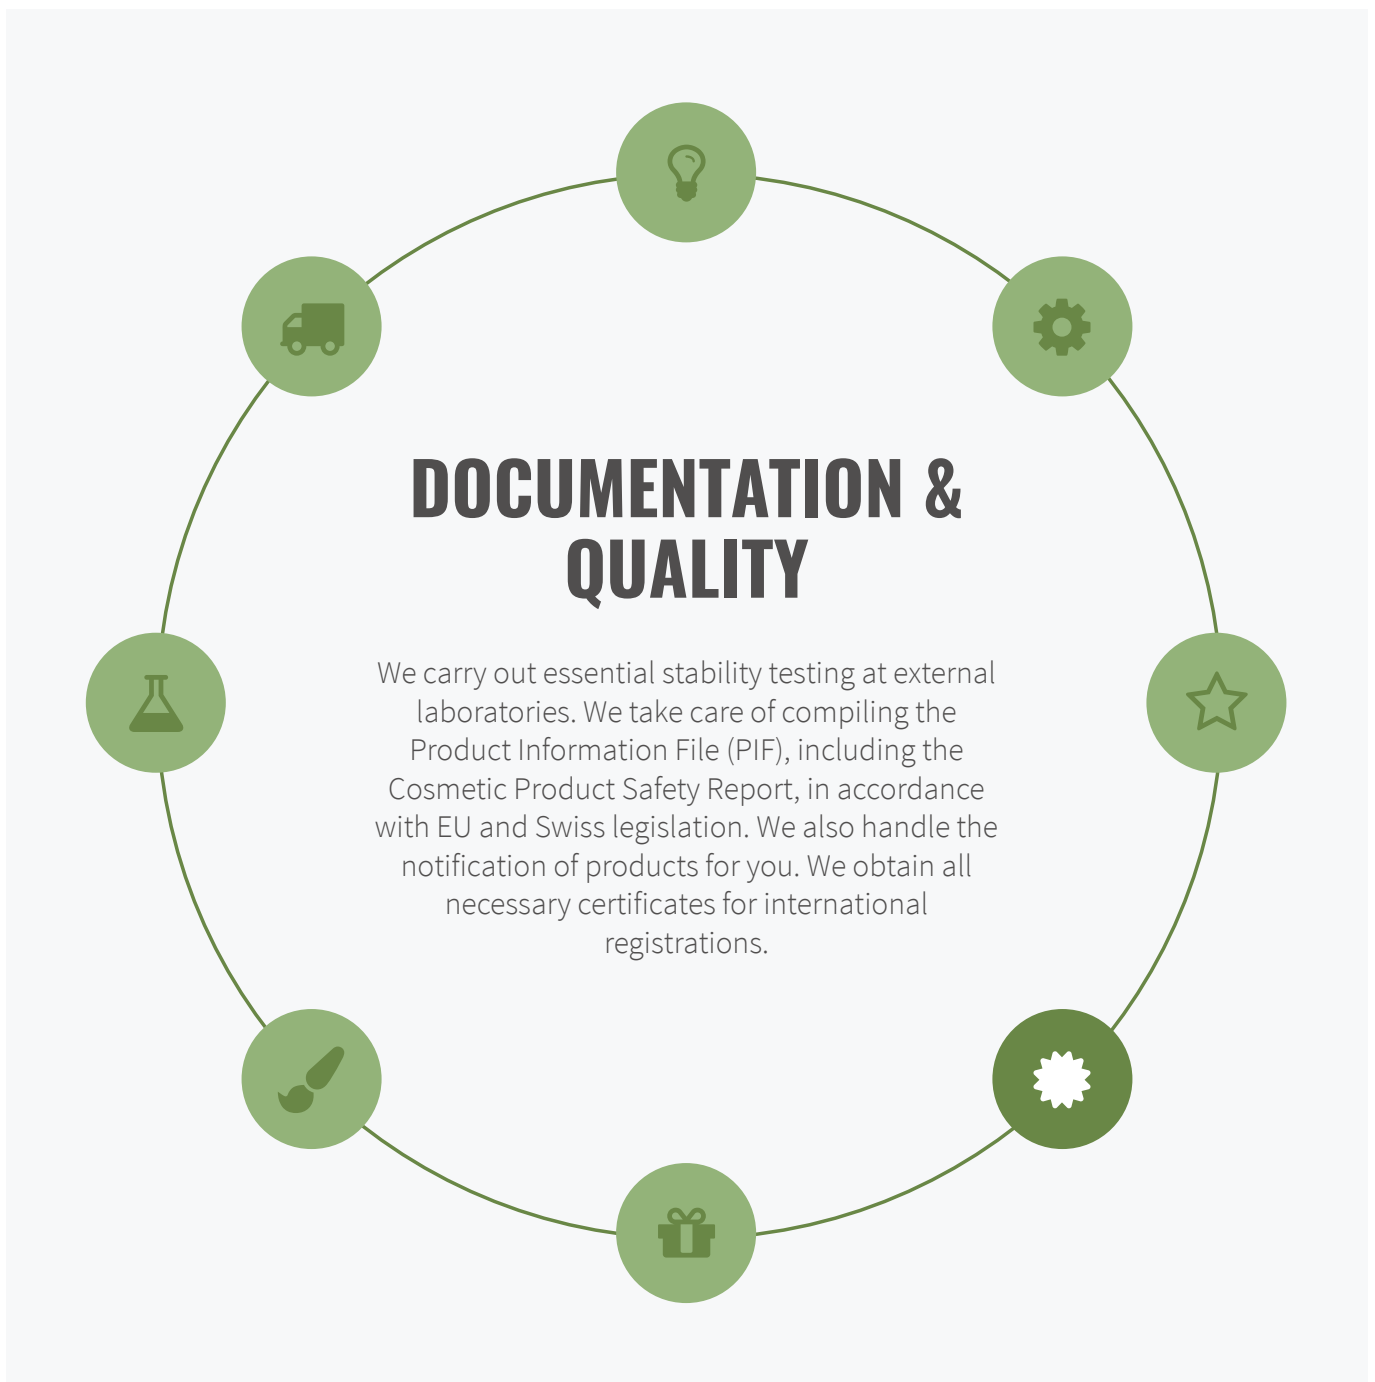 DOCUMENTATION &
QUALITY
We carry out essential stability testing at external
laboratories. We take care of compiling the
Product Information File (PIF), including the
Cosmetic Product Safety Report, in accordance
with EU and Swiss legislation. We also handle the
notification of products for you. We obtain all
necessary certificates for international
registrations.